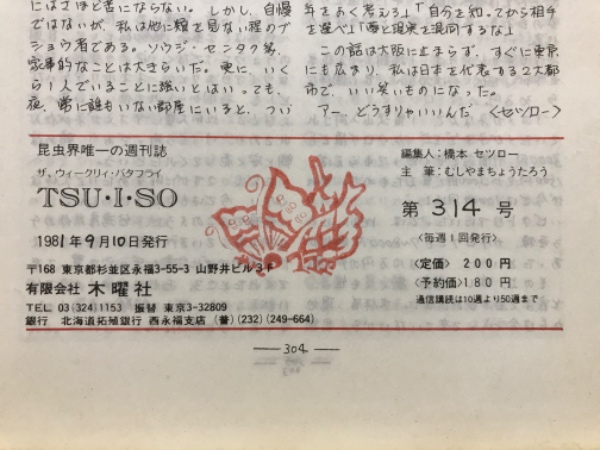 にはさほど苦にならない。しかし、自慢
ではないが、私は他に類を見ない程のブ
ショウ者である。ソウジ・センタク等、
家事的なことは大きらいだ。更に、いく
ら1人でいることに強いとはいっても、
夜、常に誰もいない部屋にいると、つい
年をよく考えろ」「自分を知ってから相手
を選べ」「夢と現実を混同するな」
この話は大阪に止まらず、すぐに東京
にも広まり、私は日本を代表する2大都
市で、いい笑いものになった。
アー どうすりゃいいんだ 〈セツロー〉
昆虫界唯一の週刊誌
ザ、ウィークリィ・バタフライ
TSU・I・SO
1981年9月10日発行
〒168 東京都杉並区永福3-55-3 山野井ビル3F
有限会社 木曜社
TEL 03(324)1153 振替 東京3-32809
銀行 北海道拓殖銀行 西永福支店 (普)(232)(249-664)
編集人:橋本 セツロー
主 筆:むしやまちょうたろう
第 314. 号
〈毎週1回発行〉
〈定価〉 200円
〈予約価〉180円
通信講読は10週より50週まで
304